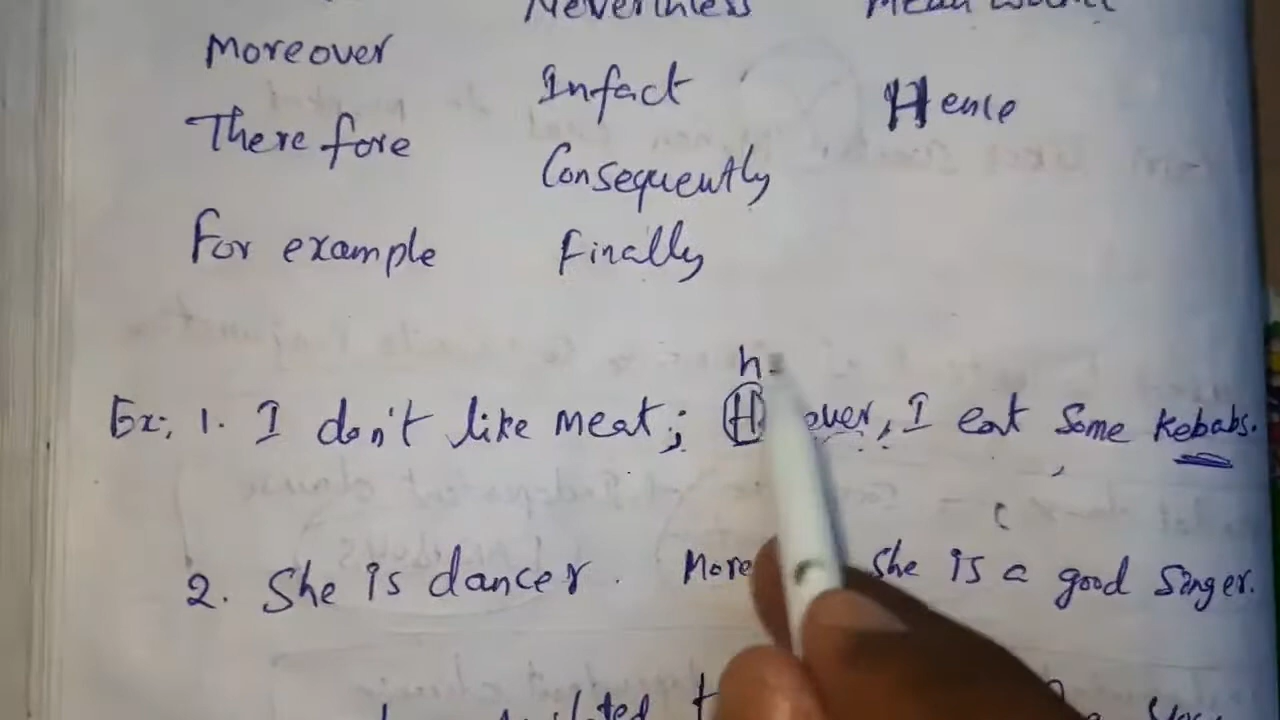 Nevertheless
Moreover Infact Hence
Therefore Consequently
For example Finally
h
Ex:, 1. I don't like meat; H ever, I eat Some kebabs.
2. She is dancer. More She is a good Singer.